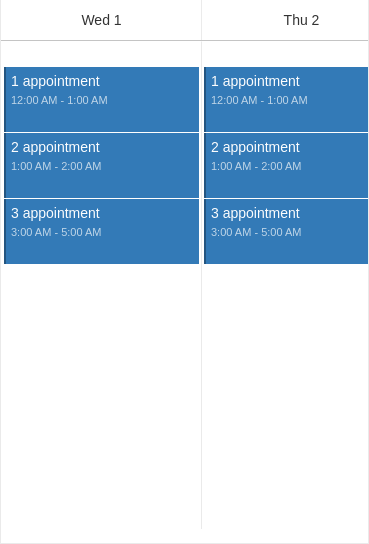 Wed 1
Thu 2
1 appointment
12:00 AM - 1:00 AM
2 appointment
1:00 AM - 2:00 AM
3 appointment
3:00 AM - 5:00 AM
1 appointment
12:00 AM - 1:00 AM
2 appointment
1:00 AM - 2:00 AM
3 appointment
3:00 AM - 5:00 AM